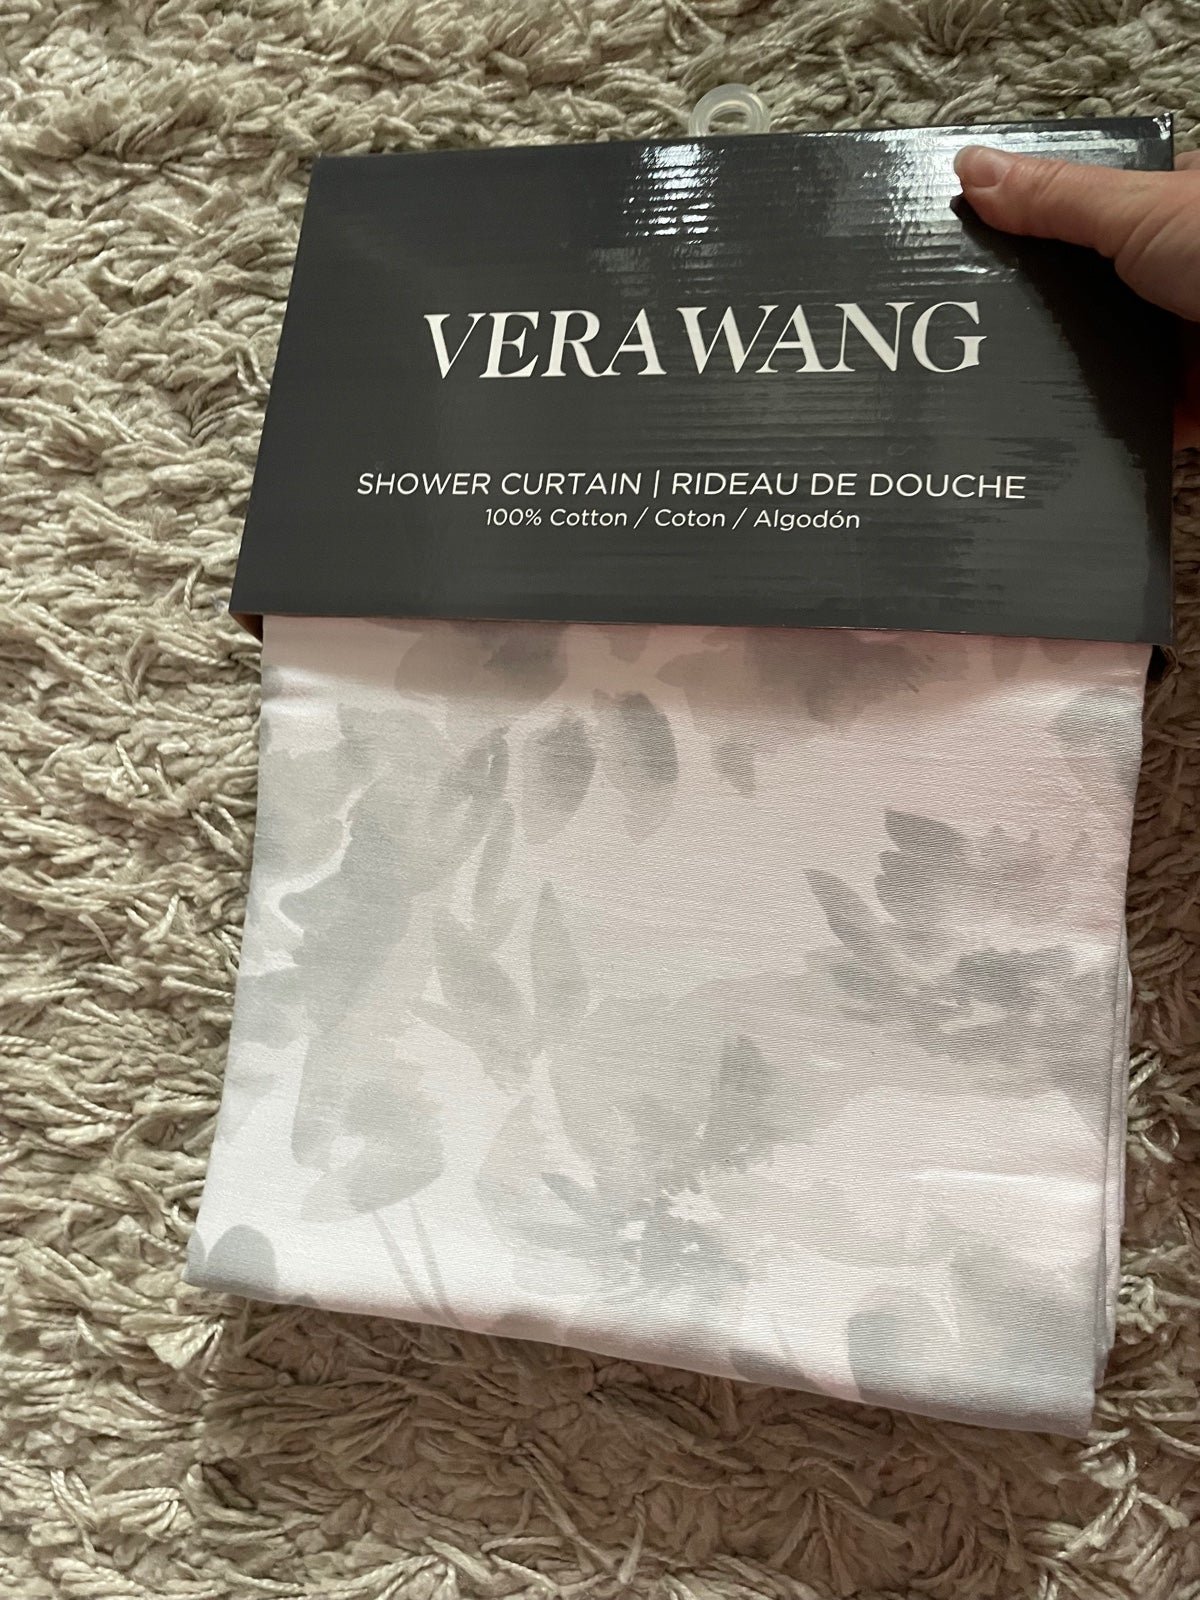 VERA WANG
SHOWER CURTAIN | RIDEAU DE DOUCHE
100% Cotton / Coton / Algodón